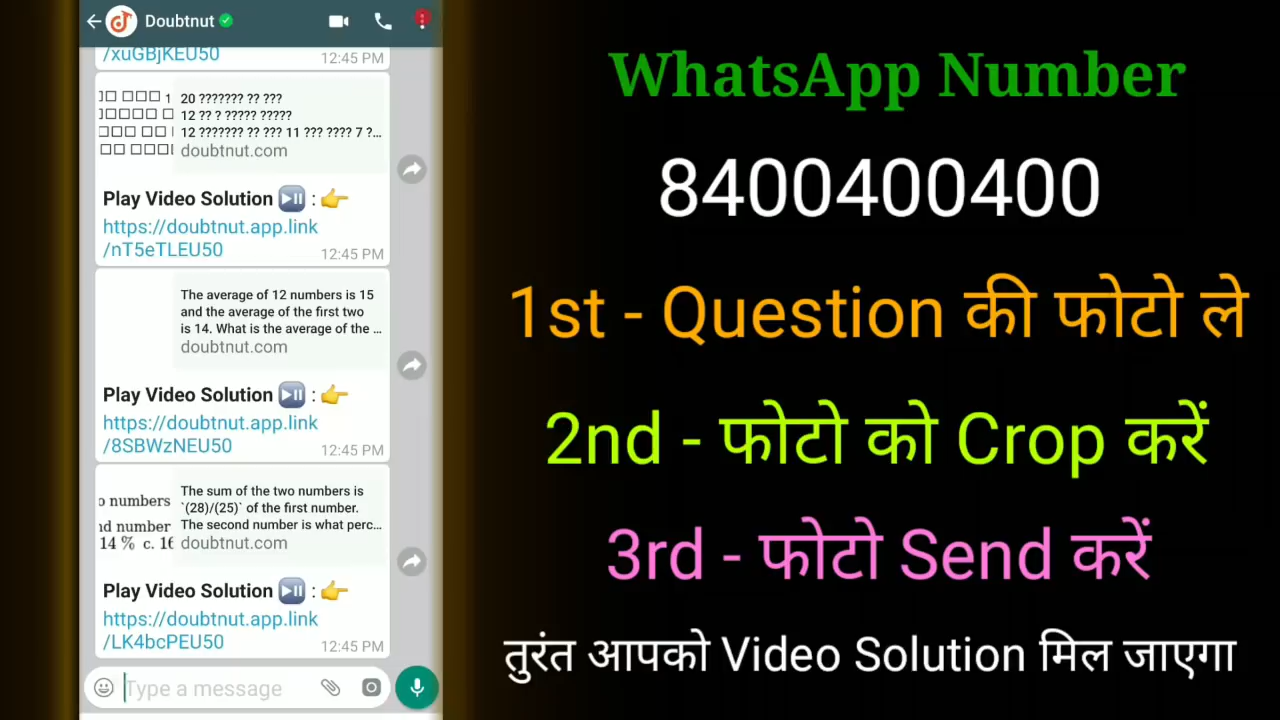 Doubtnut
/xuGBjKEU50
12:45 PM
20 ??????? ?? ???
12 ?? ? ????? ?????
12 ??????? ?? ??? 11 ??? ???? 7 ?...
doubtnut.com
Play Video Solution ⏯ : 👉
https://doubtnut.app.link
/nT5eTLEU50
12:45 PM
The average of 12 numbers is 15
and the average of the first two
is 14. What is the average of the ...
doubtnut.com
Play Video Solution ⏯ : 👉
https://doubtnut.app.link
/8SBWzNEU50
12:45 PM
o numbers
nd number
14 % c. 16
The sum of the two numbers is
`(28)/(25)` of the first number.
The second number is what perc...
doubtnut.com
Play Video Solution ⏯ : 👉
https://doubtnut.app.link
/LK4bcPEU50
12:45 PM
Type a message
WhatsApp Number
8400400400
1st - Question की फोटो ले
2nd - फोटो को Crop करें
3rd - फोटो Send करें
तुरंत आपको Video Solution मिल जाएगा